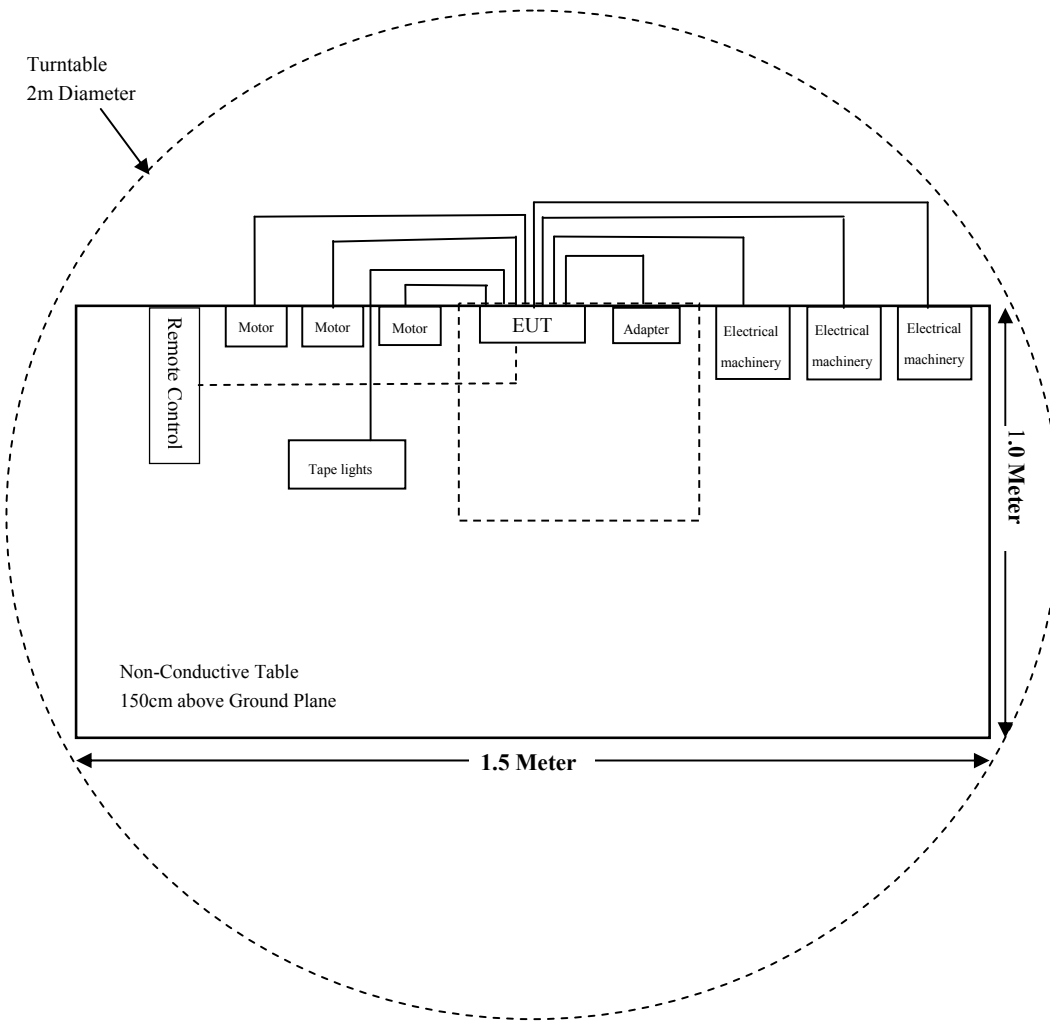 Turntable
2m Diameter
Remote Control
Motor
Motor
Motor
EUT
Adapter
Electrical
machinery
Electrical
machinery
Electrical
machinery
Tape lights
1.0 Meter
Non-Conductive Table
150cm above Ground Plane
1.5 Meter